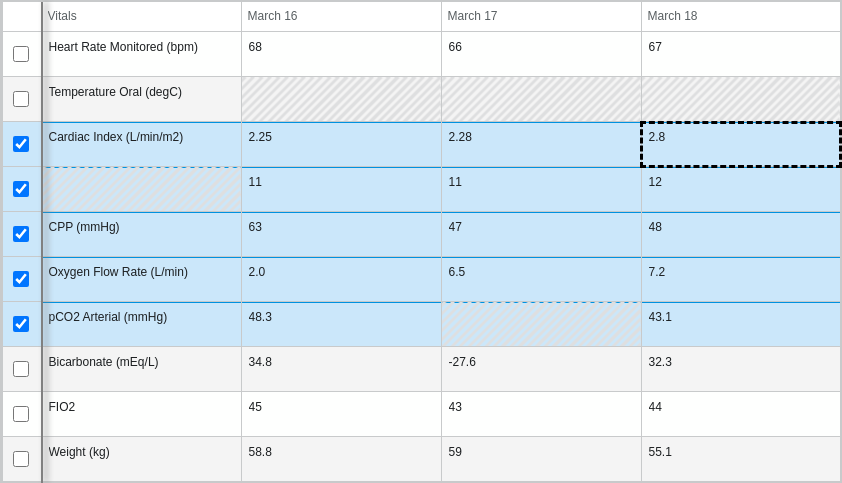 Vitals March 16 March 17 March 18
Heart Rate Monitored (bpm) 68 66 67
Temperature Oral (degC)
Cardiac Index (L/min/m2) 2.25 2.28 2.8
11 11 12
CPP (mmHg) 63 47 48
Oxygen Flow Rate (L/min) 2.0 6.5 7.2
pCO2 Arterial (mmHg) 48.3 43.1
Bicarbonate (mEq/L) 34.8 -27.6 32.3
FIO2 45 43 44
Weight (kg) 58.8 59 55.1